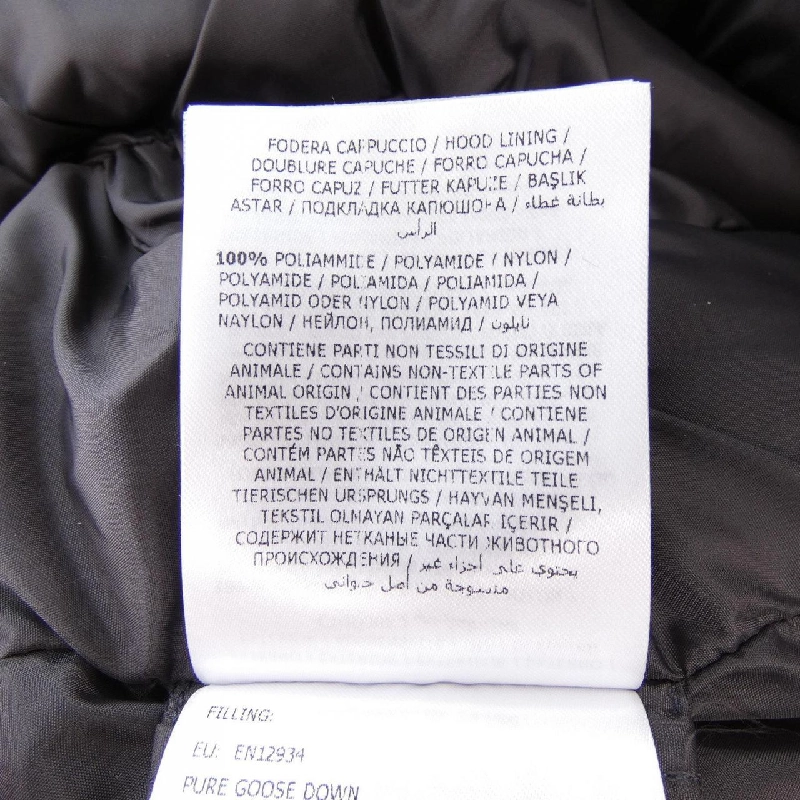 FODERA CAPPUCCIO / HOOD LINING /
DOUBLURE CAPUCHE / FORRO CAPUCHA /
FORRO CAPUZ / FUTTER KAPUZE / BAŞLIK
ASTAR / ПОДКЛАДКА КАПЮШОНА / بطانة غطاء
الرأس
100% POLIAMMIDE / POLYAMIDE / NYLON /
POLYAMIDE / POLIAMIDA / POLIAMIDA /
POLYAMID ODER NYLON / POLYAMID VEYA
NAYLON / НЕЙЛОН, ПОЛИАМИД / نايلون
CONTIENE PARTI NON TESSILI DI ORIGINE
ANIMALE / CONTAINS NON-TEXTILE PARTS OF
ANIMAL ORIGIN / CONTIENT DES PARTIES NON
TEXTILES D'ORIGINE ANIMALE / CONTIENE
PARTES NO TEXTILES DE ORIGEN ANIMAL /
CONTÉM PARTES NÃO TÊXTEIS DE ORIGEM
ANIMAL / ENTHÄLT NICHTTEXTILE TEILE
TIERISCHEN URSPRUNGS / HAYVAN MENŞELİ,
TEKSTIL OLMAYAN PARÇALAR İÇERIR /
СОДЕРЖИТ НЕТКАНЫЕ ЧАСТИ ЖИВОТНОГО
ПРОИСХОЖДЕНИЯ / يحتوي على أجزاء غير
منسوجة من أصل حيواني
FILLING:
EU: EN12934
PURE GOOSE DOWN